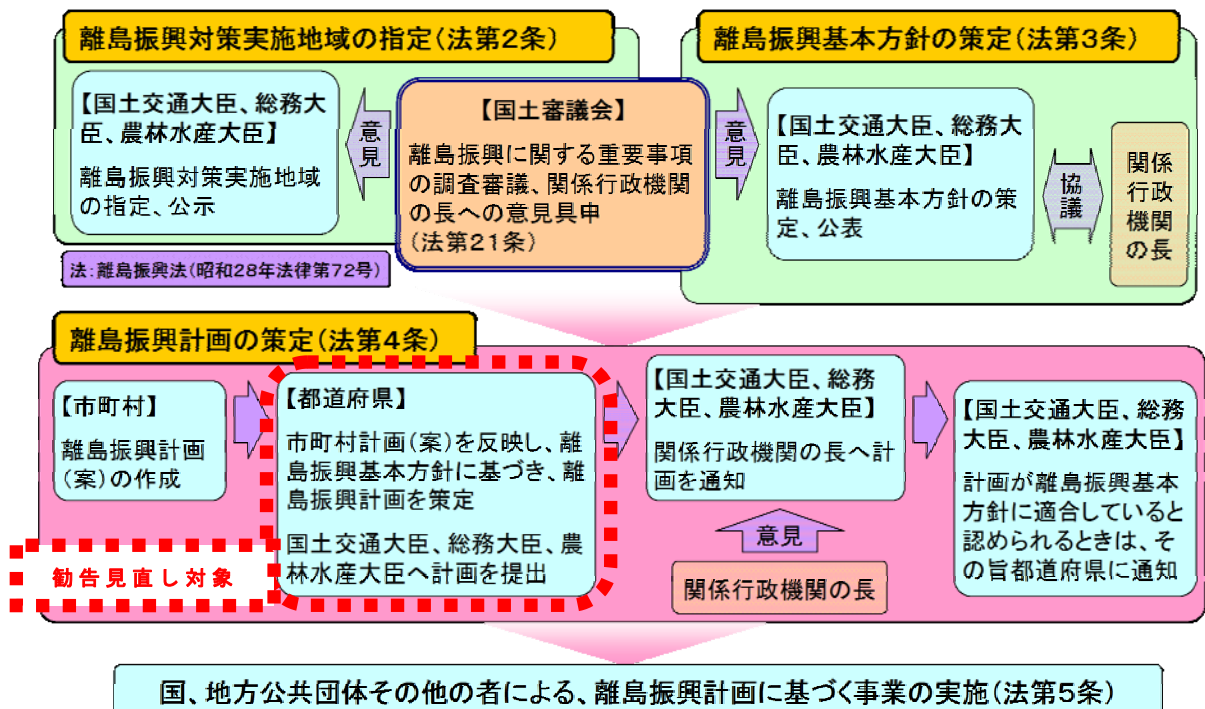 離島振興対策実施地域の指定(法第2条)
【国土交通大臣、総務大
臣、農林水産大臣】
離島振興対策実施地域
の指定、公示
意見
【国土審議会】
離島振興に関する重要事項
の調査審議、関係行政機関
の長への意見具申
(法第21条)
意見
離島振興基本方針の策定(法第3条)
【国土交通大臣、総務大
臣、農林水産大臣】
離島振興基本方針の策
定、公表
協議
関係
行政
機関
の長
法:離島振興法(昭和28年法律第72号)
離島振興計画の策定(法第4条)
【市町村】
離島振興計画
(案)の作成
【都道府県】
市町村計画(案)を反映し、離
島振興基本方針に基づき、離
島振興計画を策定
国土交通大臣、総務大臣、農
林水産大臣へ計画を提出
勧告見直し対象
【国土交通大臣、総務
大臣、農林水産大臣】
関係行政機関の長へ計
画を通知
意見
関係行政機関の長
【国土交通大臣、総務
大臣、農林水産大臣】
計画が離島振興基本
方針に適合していると
認められるときは、そ
の旨都道府県に通知
国、地方公共団体その他の者による、離島振興計画に基づく事業の実施(法第5条)